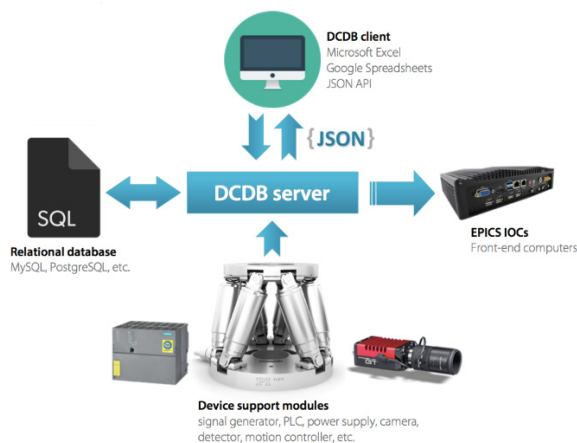 DCDB client
Microsoft Excel
Google Spreadsheets
JSON API
{JSON}
DCDB server
SQL
Relational database
MySQL, PostgreSQL, etc.
EPICS IOCs
Front-end computers
Device support modules
signal generator, PLC, power supply, camera,
detector, motion controller, etc.